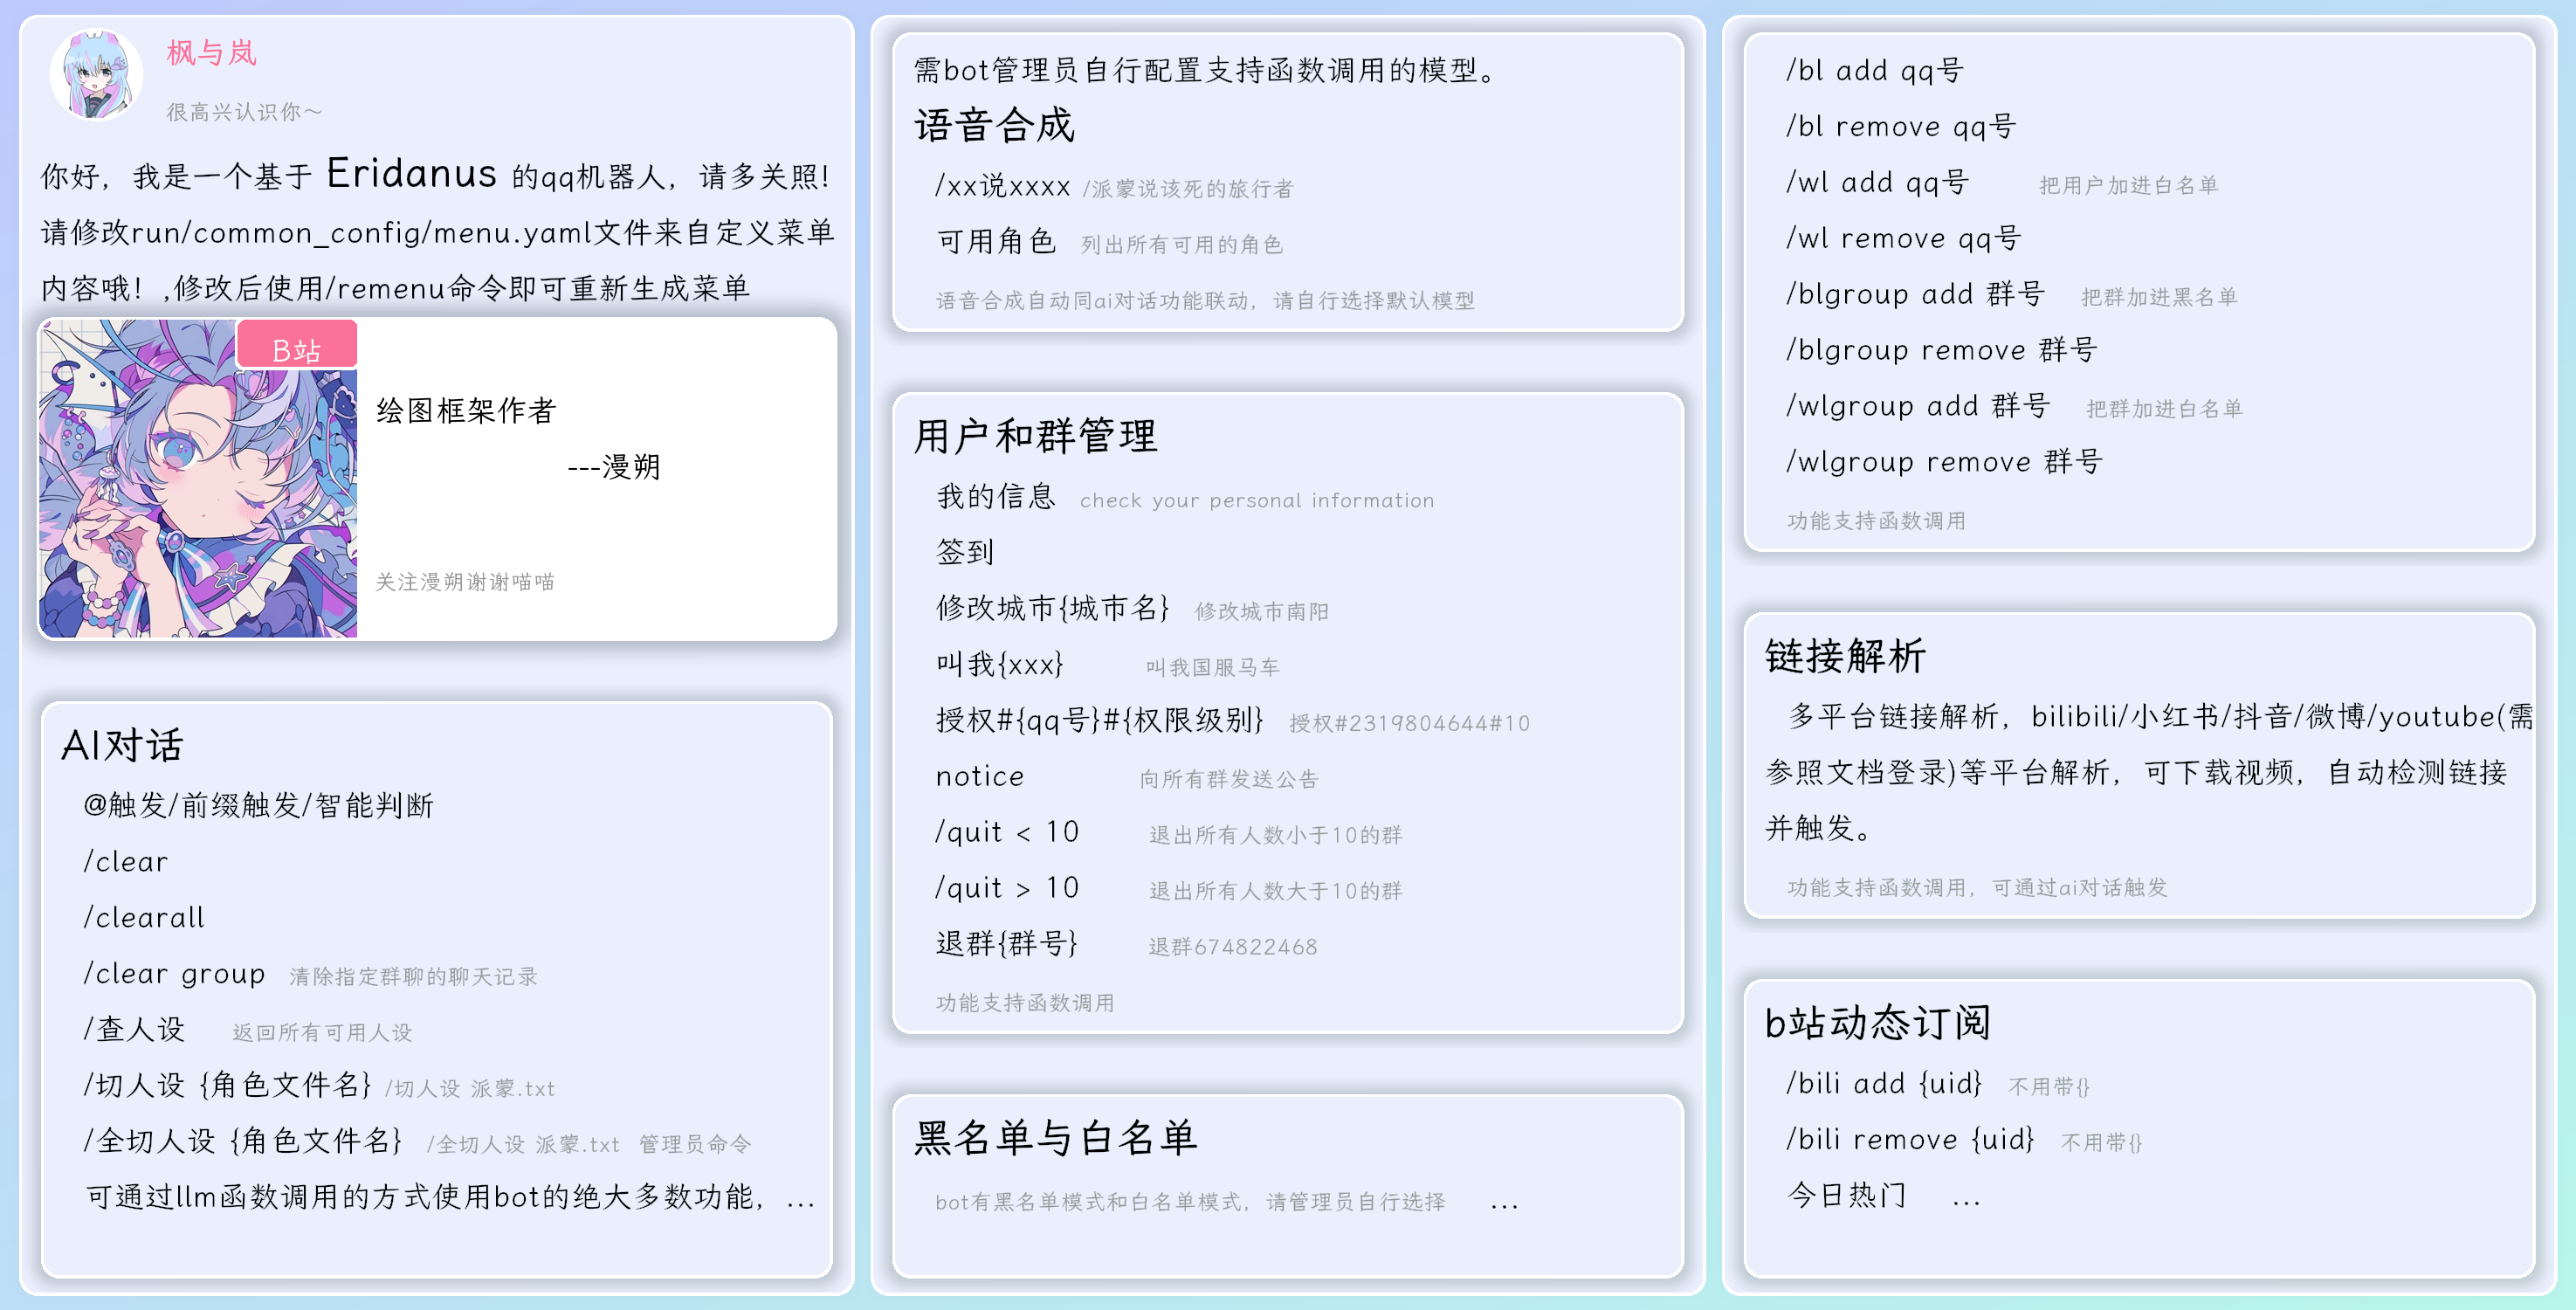 枫与岚
很高兴认识你～
你好，我是一个基于 Eridanus 的qq机器人，请多关照！
请修改run/common_config/menu.yaml文件来自定义菜单
内容哦！,修改后使用/remenu命令即可重新生成菜单
B站
绘图框架作者
---漫朔
关注漫朔谢谢喵喵
AI对话
@触发/前缀触发/智能判断
/clear
/clearall
/clear group 清除指定群聊的聊天记录
/查人设 返回所有可用人设
/切人设 {角色文件名} /切人设 派蒙.txt
/全切人设 {角色文件名} /全切人设 派蒙.txt 管理员命令
可通过llm函数调用的方式使用bot的绝大多数功能，...
需bot管理员自行配置支持函数调用的模型。
语音合成
/xx说xxxx /派蒙说该死的旅行者
可用角色 列出所有可用的角色
语音合成自动同ai对话功能联动，请自行选择默认模型
用户和群管理
我的信息 check your personal information
签到
修改城市{城市名} 修改城市南阳
叫我{xxx} 叫我国服马车
授权#{qq号}#{权限级别} 授权#2319804644#10
notice 向所有群发送公告
/quit < 10 退出所有人数小于10的群
/quit > 10 退出所有人数大于10的群
退群{群号} 退群674822468
功能支持函数调用
黑名单与白名单
bot有黑名单模式和白名单模式，请管理员自行选择 ...
/bl add qq号
/bl remove qq号
/wl add qq号 把用户加进白名单
/wl remove qq号
/blgroup add 群号 把群加进黑名单
/blgroup remove 群号
/wlgroup add 群号 把群加进白名单
/wlgroup remove 群号
功能支持函数调用
链接解析
多平台链接解析，bilibili/小红书/抖音/微博/youtube(需
参照文档登录)等平台解析，可下载视频，自动检测链接
并触发。
功能支持函数调用，可通过ai对话触发
b站动态订阅
/bili add {uid} 不用带{}
/bili remove {uid} 不用带{}
今日热门 ...